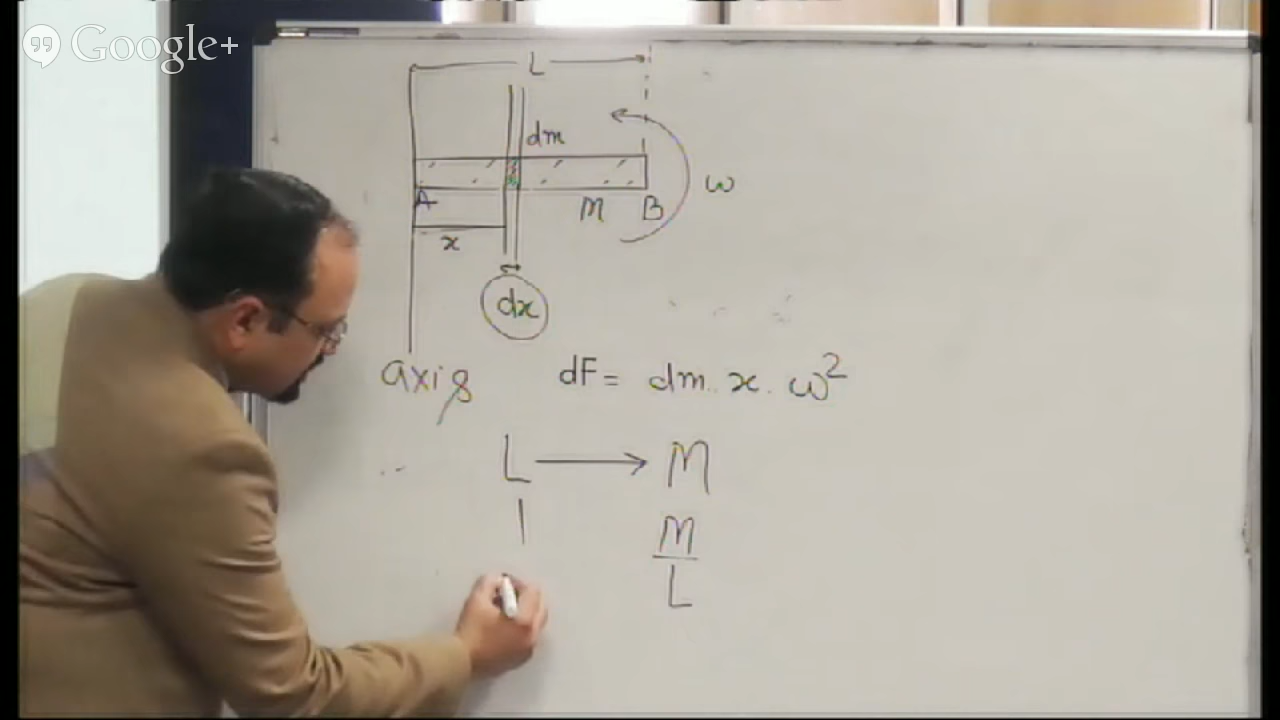 Google+
L
dm
ω
A
M B
x
dx
axis
dF = dm. x. ω²
L → M
1 M/L